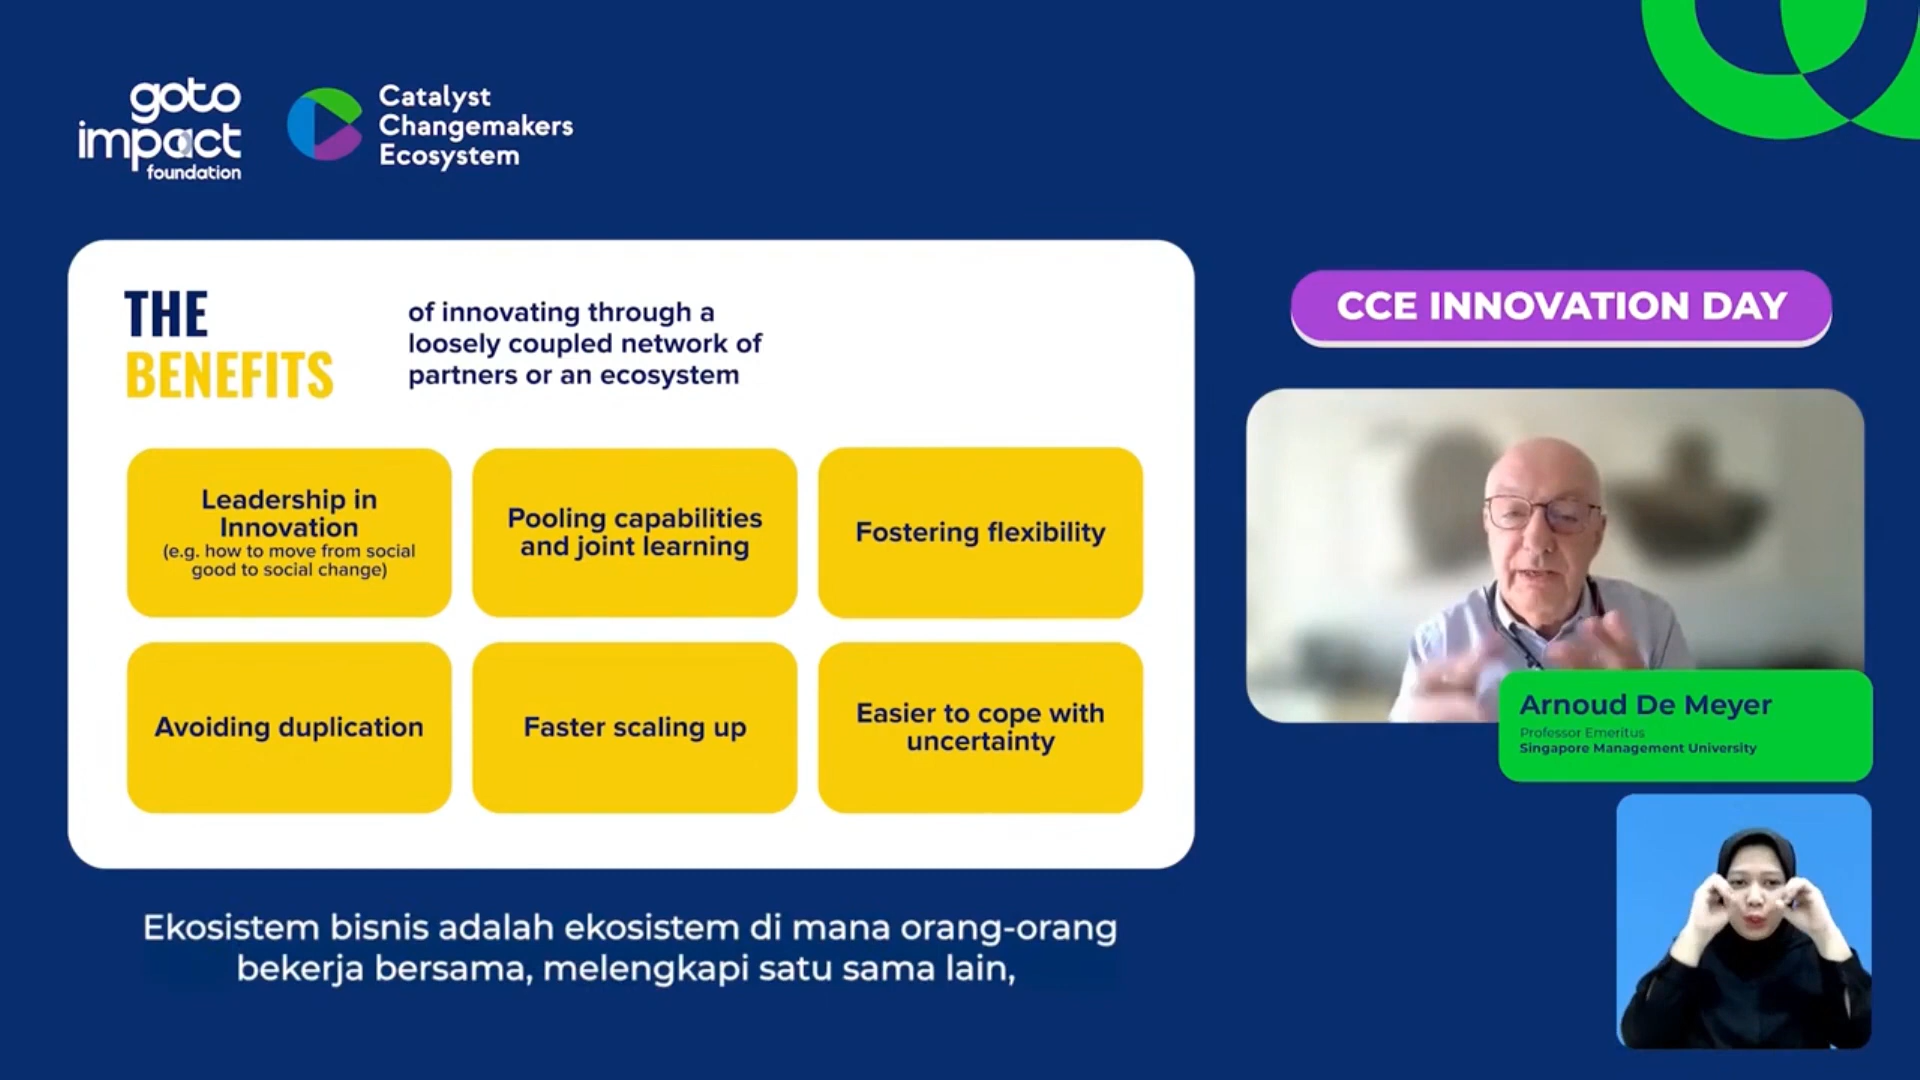 goto
impact
foundation
Catalyst
Changemakers
Ecosystem
THE
BENEFITS
of innovating through a
loosely coupled network of
partners or an ecosystem
Leadership in
Innovation
(e.g. how to move from social
good to social change)
Pooling capabilities
and joint learning
Fostering flexibility
Avoiding duplication
Faster scaling up
Easier to cope with
uncertainty
CCE INNOVATION DAY
Arnoud De Meyer
Professor Emeritus
Singapore Management University
Ekosistem bisnis adalah ekosistem di mana orang-orang
bekerja bersama, melengkapi satu sama lain,